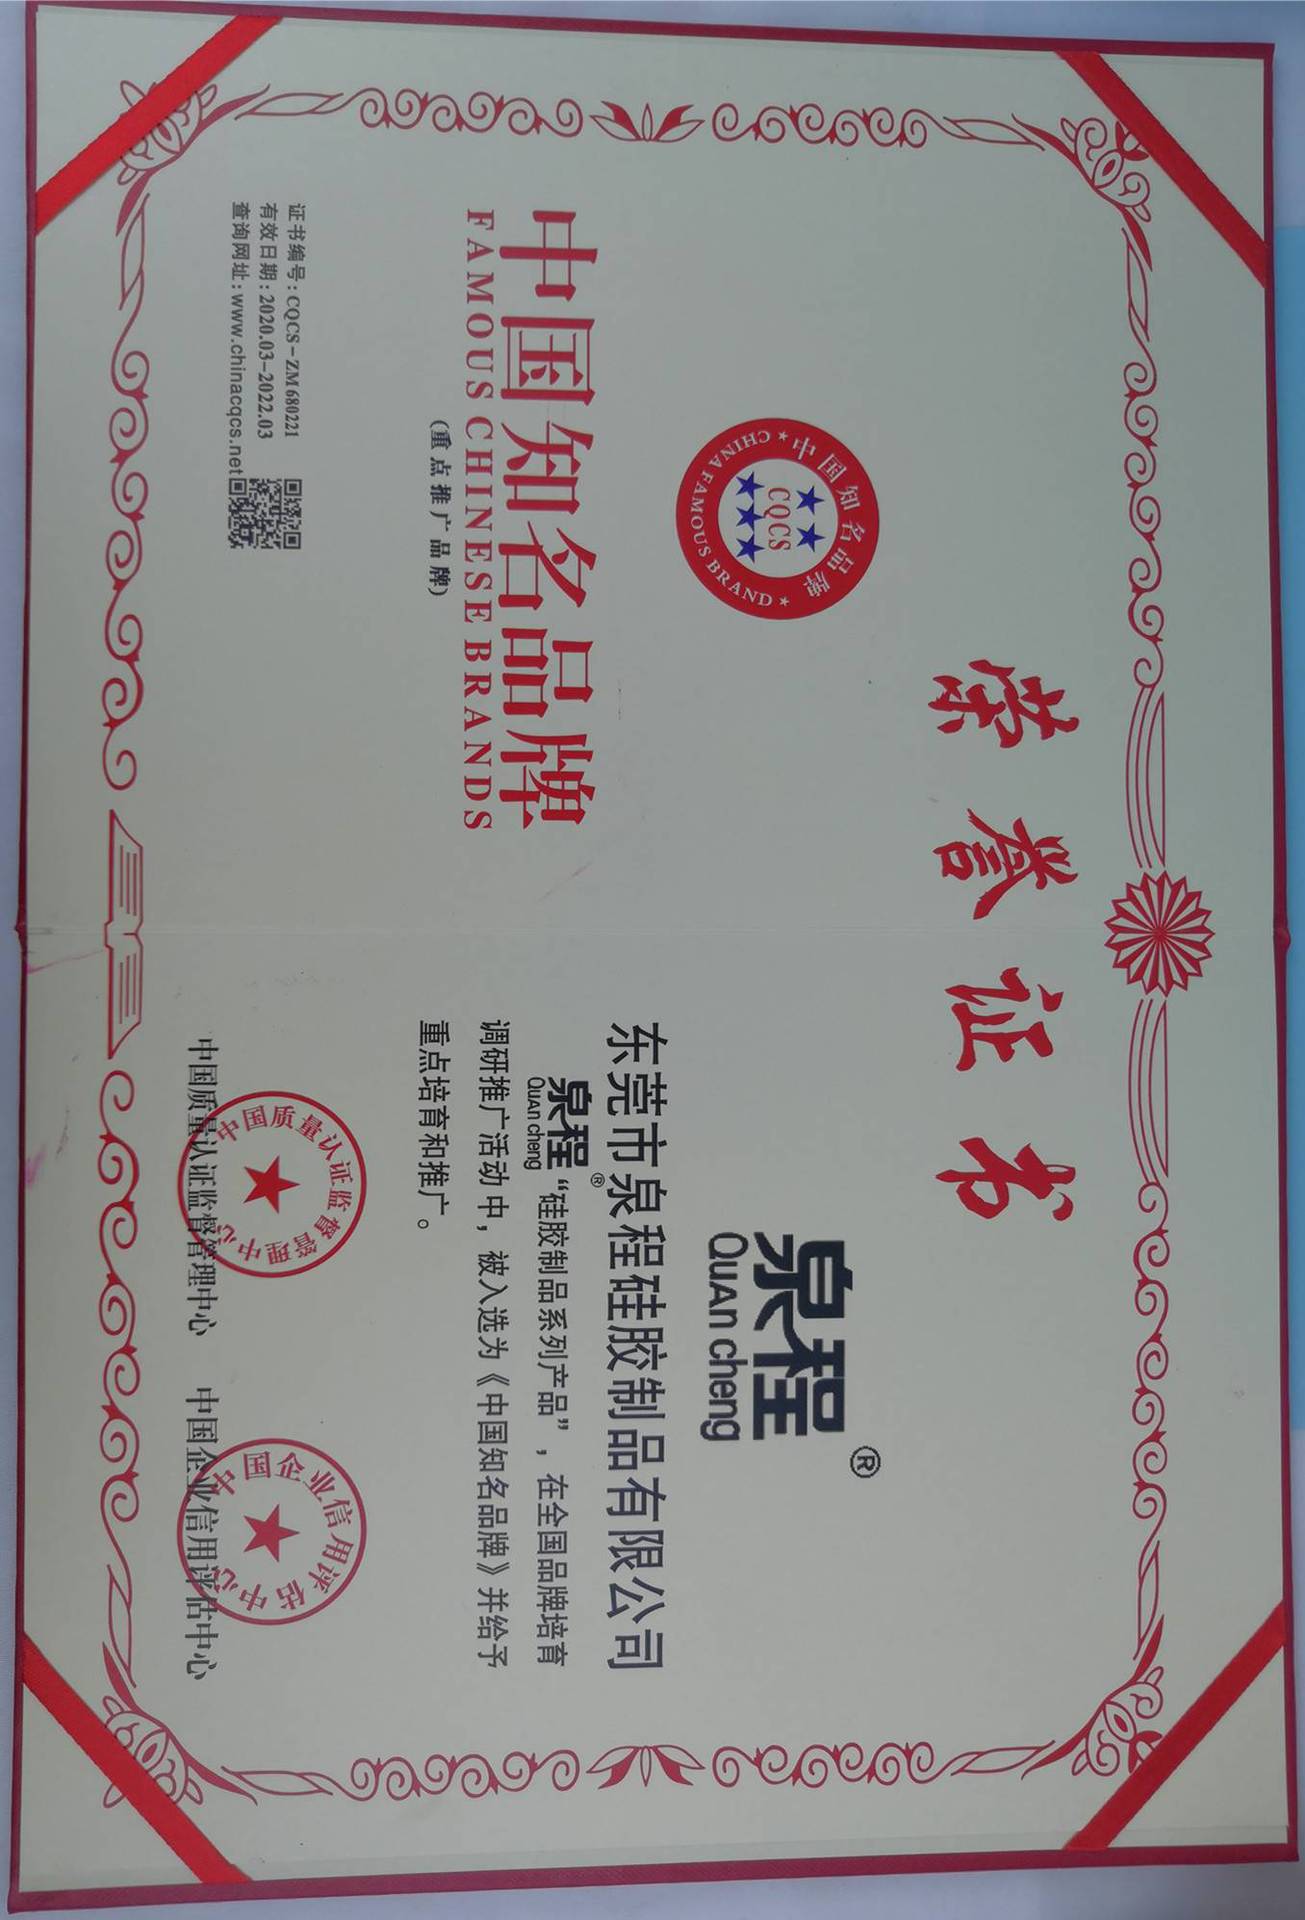 荣誉证书
中国知名品牌
CQCS
CHINA FAMOUS BRAND
中国知名品牌
FAMOUS CHINESE BRANDS
(重点推广品牌)
证书编号：CQCS-ZM680221
有效日期：2020.03-2022.03
查询网址：www.chinacqcs.net
泉程®
QuAn cheng
东莞市泉程硅胶制品有限公司
泉程® “硅胶制品系列产品”，在全国品牌培育
QuAn cheng
调研推广活动中，被入选为《中国知名品牌》并给予
重点培育和推广。
中国质量认证监督管理中心
中国质量认证监督管理中心
中国企业信用评估中心
中国企业信用评估中心